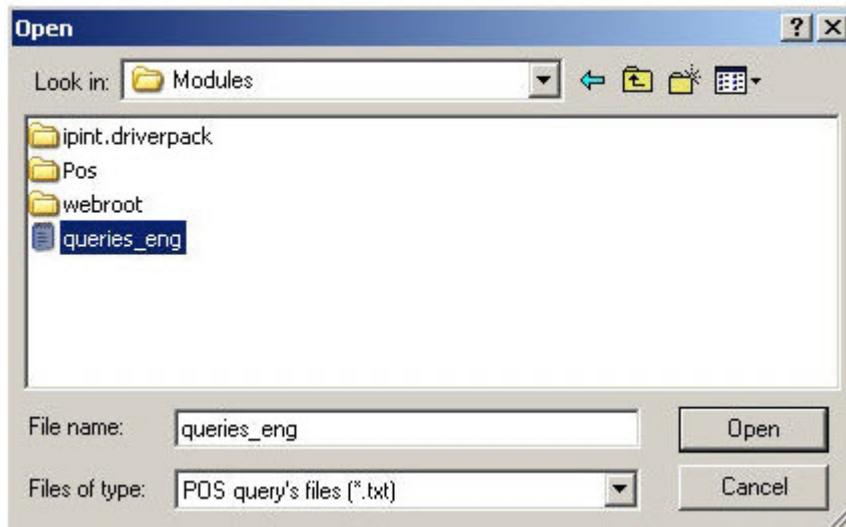 Open
Look in: Modules
ipint.driverpack
Pos
webroot
queries_eng
File name: queries_eng Open
Files of type: POS query's files (*.txt) Cancel